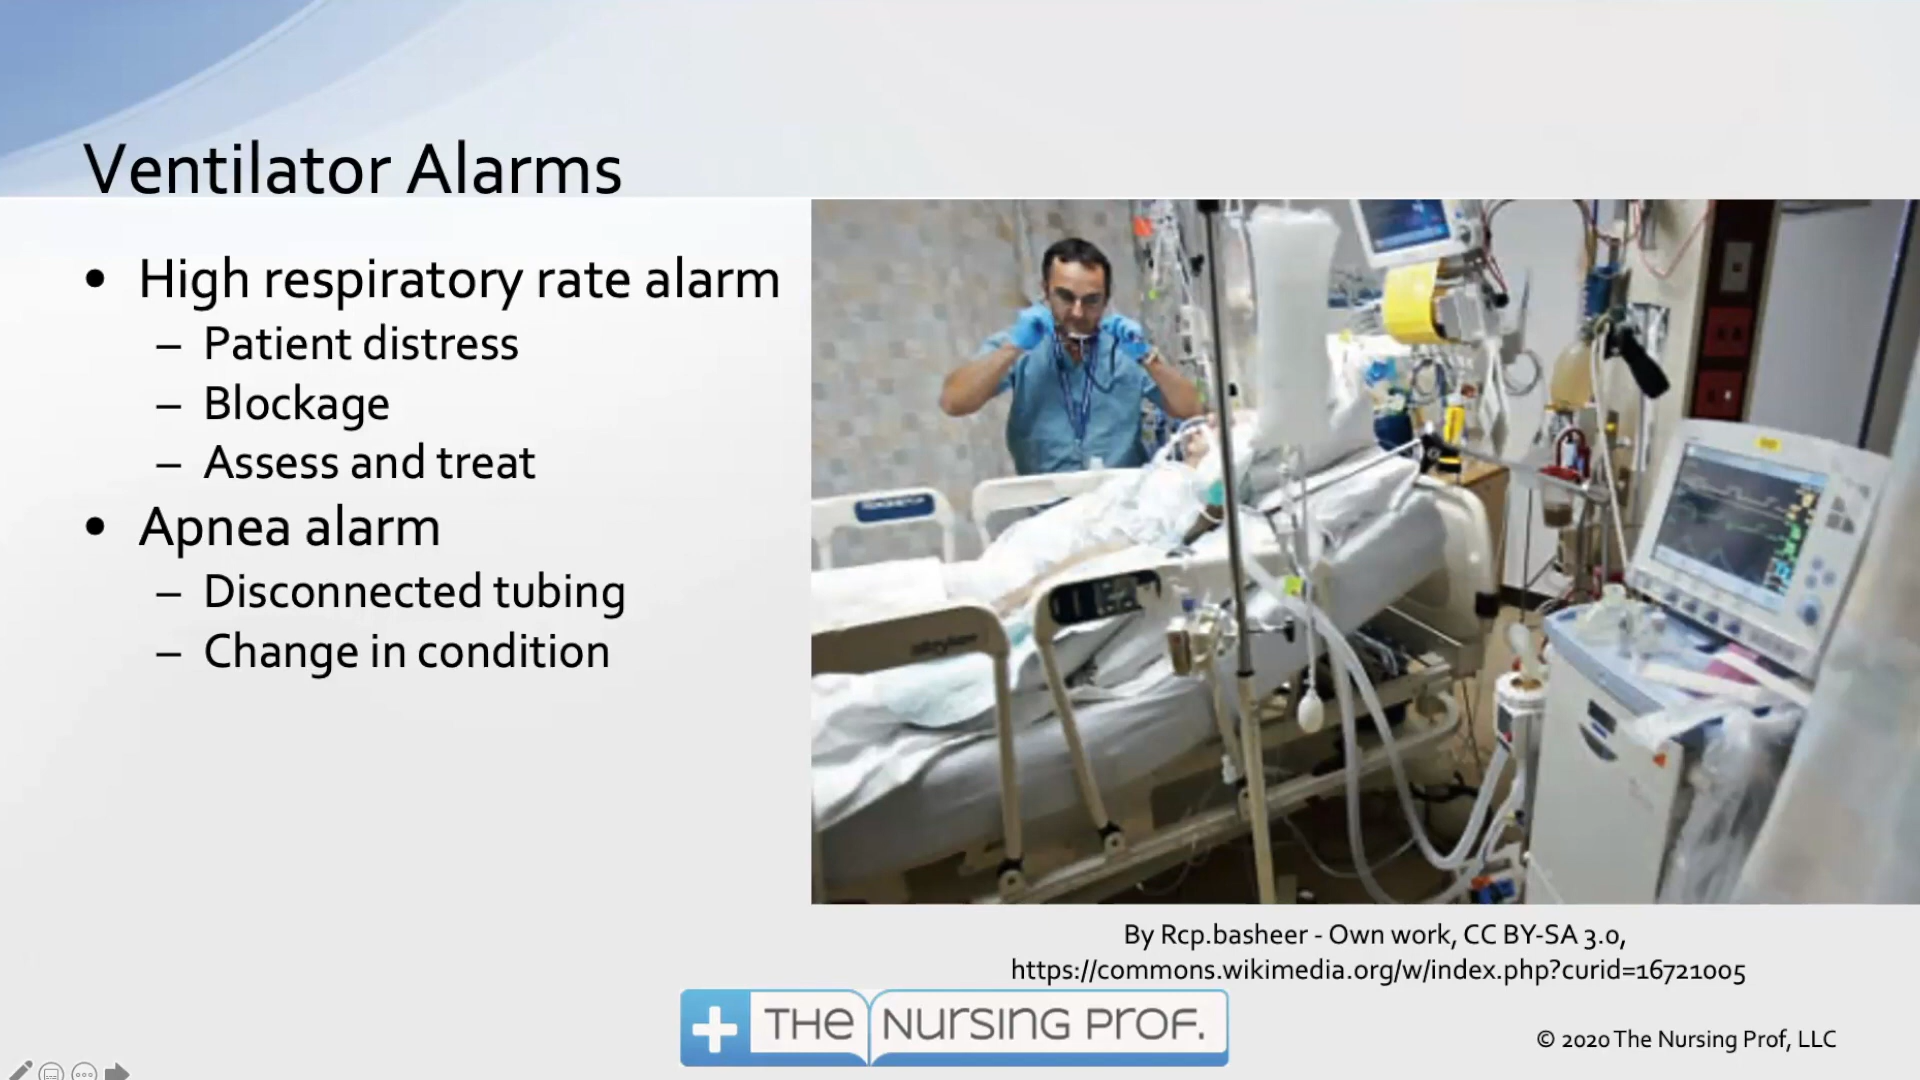 Ventilator Alarms
• High respiratory rate alarm
– Patient distress
– Blockage
– Assess and treat
• Apnea alarm
– Disconnected tubing
– Change in condition
By Rcp.basheer - Own work, CC BY-SA 3.0,
https://commons.wikimedia.org/w/index.php?curid=16721005
THE NURSING PROF.
© 2020 The Nursing Prof, LLC